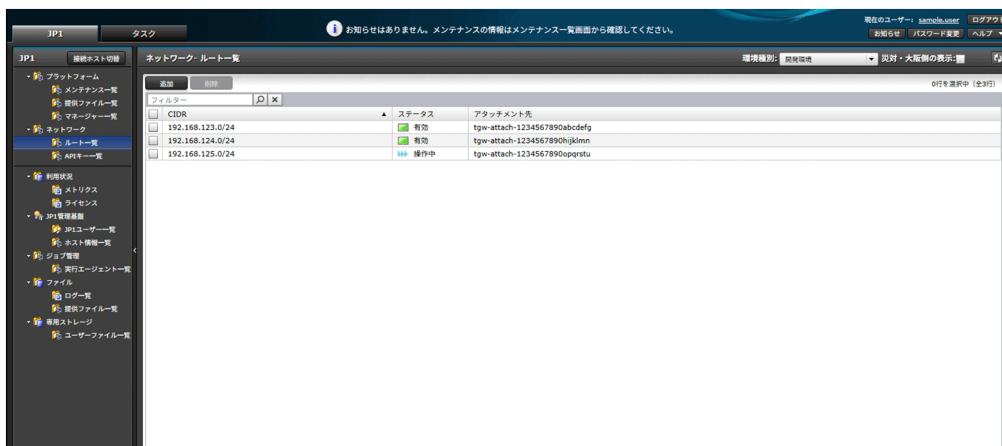 JP1
タスク
お知らせはありません。メンテナンスの情報はメンテナンス一覧画面から確認してください。
現在のユーザー: sample.user ログアウト
お知らせ パスワード変更 ヘルプ
JP1 接続ホスト切替
ネットワーク- ルート一覧
環境種別: 開発環境
災対・大阪側の表示:
プラットフォーム
メンテナンス一覧
提供ファイル一覧
マネージャー一覧
ネットワーク
ルート一覧
APIキー一覧
利用状況
メトリクス
ライセンス
JP1管理基盤
JP1ユーザー一覧
ホスト情報一覧
ジョブ管理
実行エージェント一覧
ファイル
ログ一覧
提供ファイル一覧
専用ストレージ
ユーザーファイル一覧
追加 削除
0行を選択中（全3行）
フィルター
CIDR ステータス アタッチメント先
192.168.123.0/24 有効 tgw-attach-1234567890abcdefg
192.168.124.0/24 有効 tgw-attach-1234567890hijklmn
192.168.125.0/24 操作中 tgw-attach-1234567890opqrstu